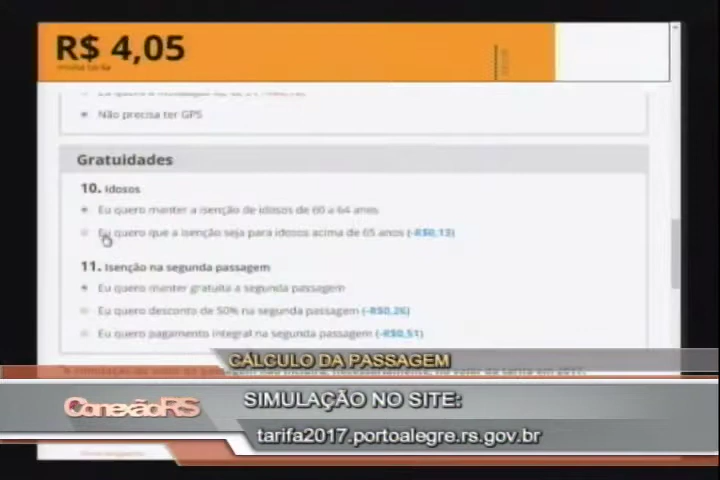 R$ 4,05
minha tarifa
Não precisa ter GPS
Gratuidades
10. Idosos
Eu quero manter a isenção de idosos de 60 a 64 anos
Eu quero que a isenção seja para idosos acima de 65 anos (-R$0,13)
11. Isenção na segunda passagem
Eu quero manter gratuita a segunda passagem
Eu quero desconto de 50% na segunda passagem (-R$0,26)
Eu quero pagamento integral na segunda passagem (-R$0,51)
CÁLCULO DA PASSAGEM
ConexãoRS
SIMULAÇÃO NO SITE:
tarifa2017.portoalegre.rs.gov.br